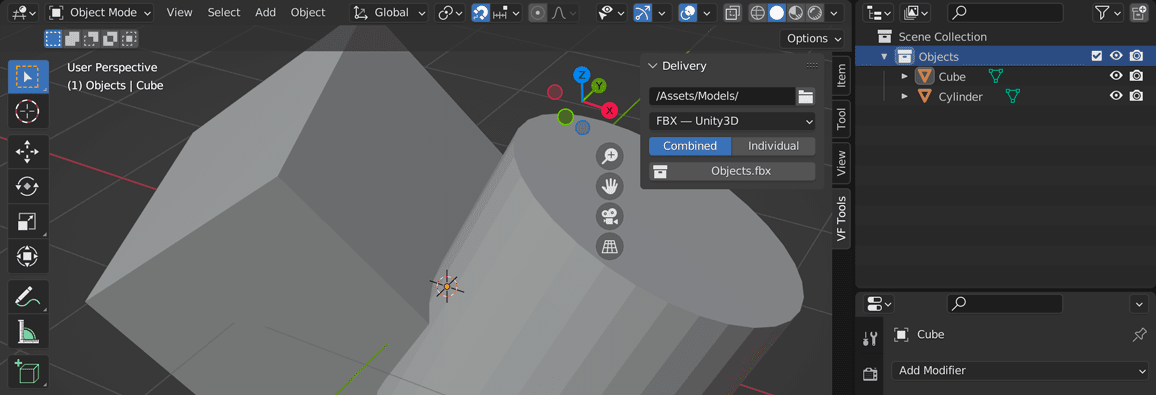 Object Mode
View
Select
Add
Object
Global
Options
User Perspective
(1) Objects | Cube
Z
Y
X
Delivery
/Assets/Models/
FBX — Unity3D
Combined
Individual
Objects.fbx
Item
Tool
View
VF Tools
Scene Collection
Objects
Cube
Cylinder
Cube
Add Modifier